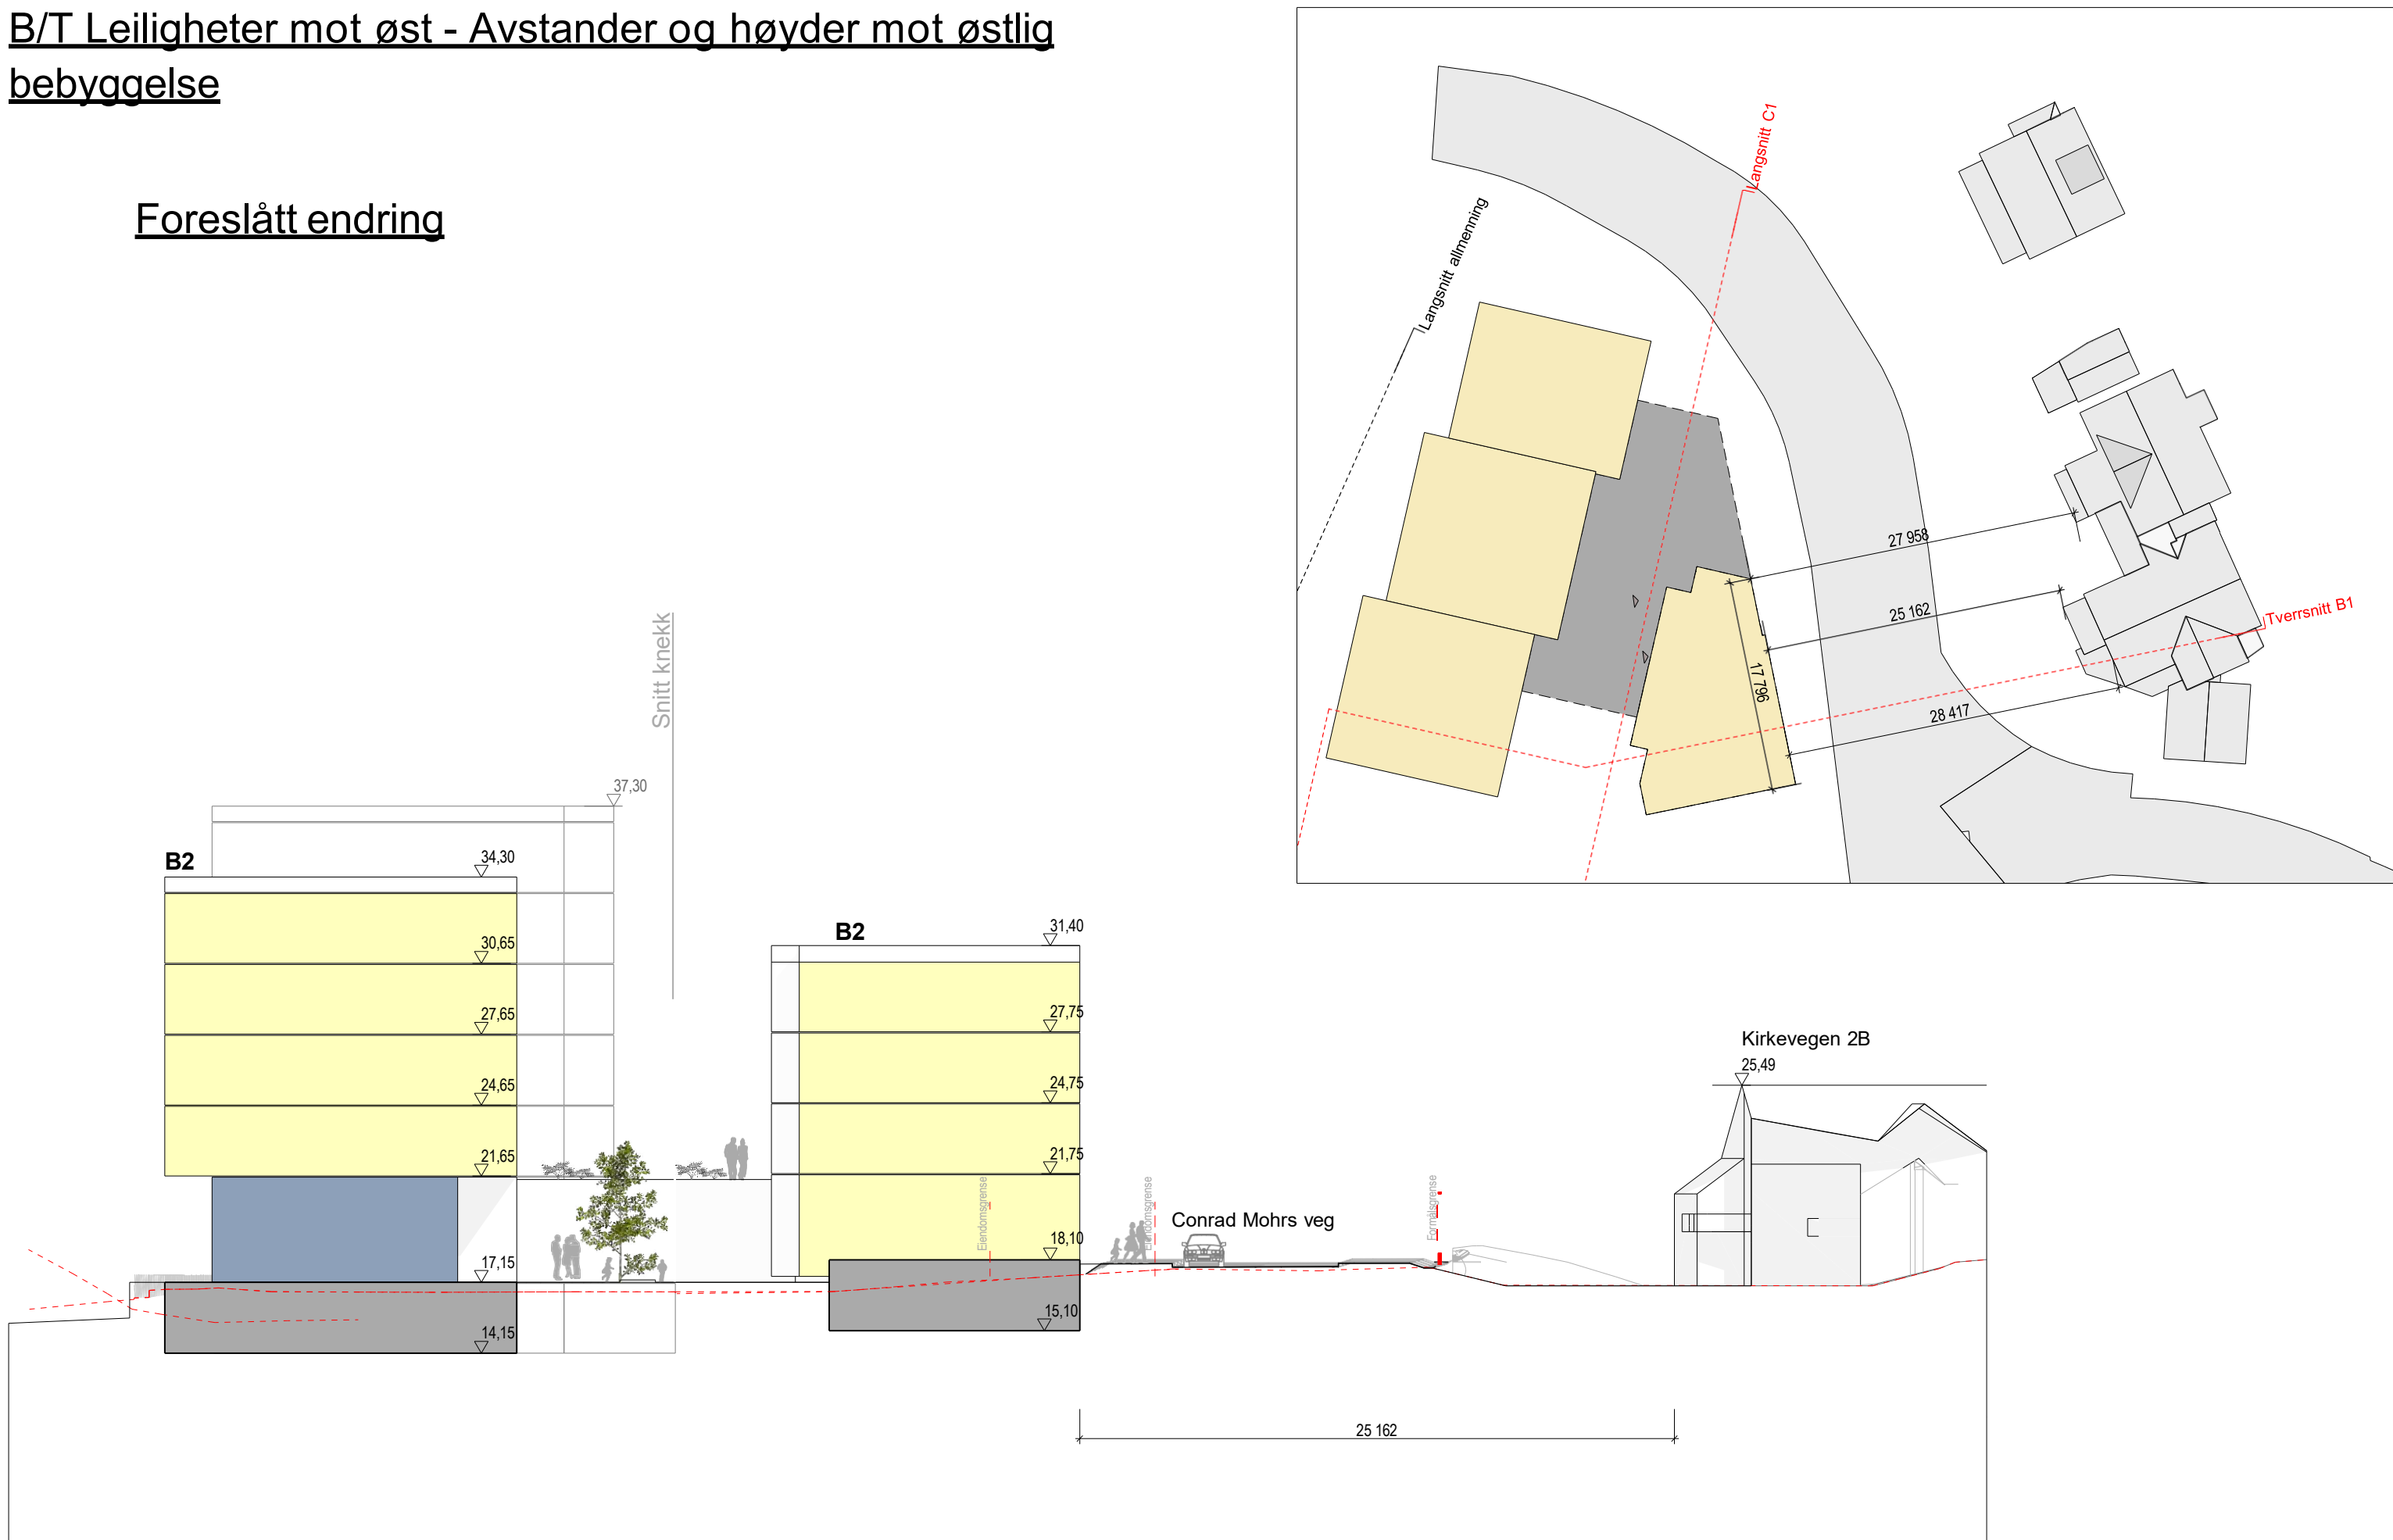 B/T Leiligheter mot øst - Avstander og høyder mot østlig
bebyggelse
Foreslått endring
Langsnitt C1
Langsnitt allmenning
27 958
25 162
17 796
28 417
Tverrsnitt B1
Snitt knekk
37,30
B2
34,30
30,65
27,65
24,65
21,65
17,15
14,15
B2
31,40
27,75
24,75
21,75
18,10
15,10
Eiendomsgrense
Eiendomsgrense
Conrad Mohrs veg
Formålsgrense
Kirkevegen 2B
25,49
25 162